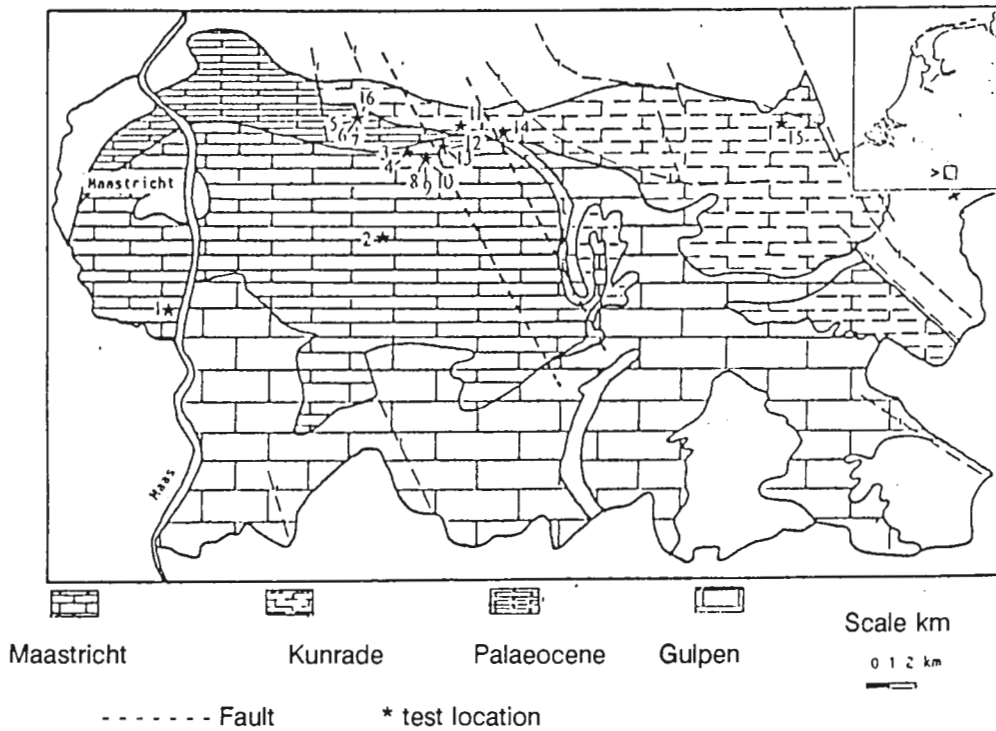 16
5
6 7
11
14
12
3
4
13
8 9 10
15
Maastricht
2
1
Maas
>
Maastricht
Kunrade
Palaeocene
Gulpen
Scale km
0 1 2 km
- - - - - - - Fault
* test location